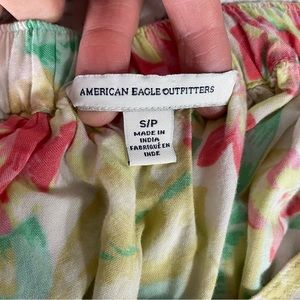 AMERICAN EAGLE OUTFITTERS
S/P
MADE IN
INDIA
FABRIQUÉ EN
INDE